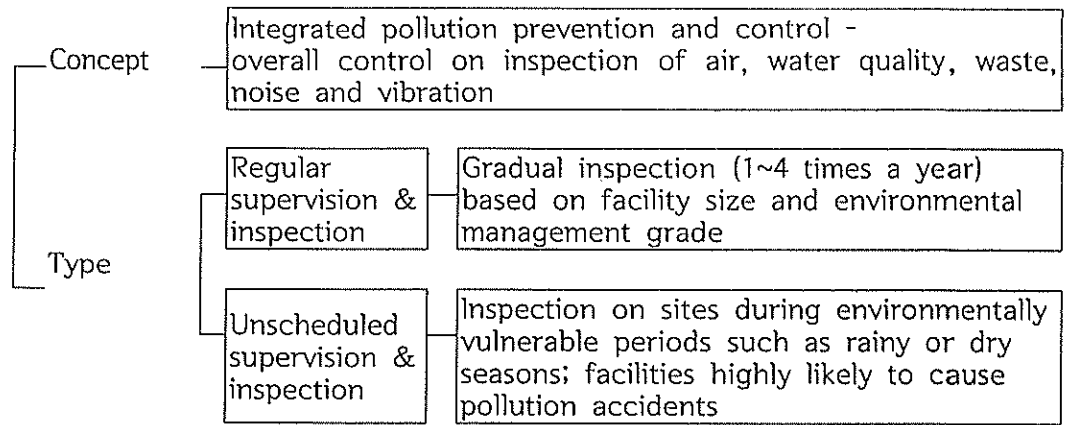 Concept
Integrated pollution prevention and control -
overall control on inspection of air, water quality, waste,
noise and vibration
Type
Regular
supervision &
inspection
Gradual inspection (1~4 times a year)
based on facility size and environmental
management grade
Unscheduled
supervision &
inspection
Inspection on sites during environmentally
vulnerable periods such as rainy or dry
seasons; facilities highly likely to cause
pollution accidents